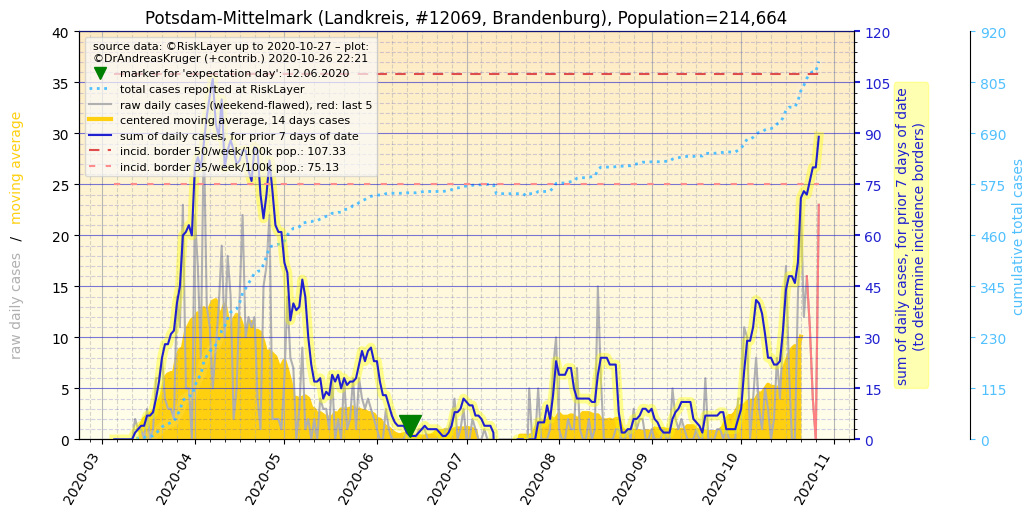 Potsdam-Mittelmark (Landkreis, #12069, Brandenburg), Population=214,664
source data: ©RiskLayer up to 2020-10-27 – plot:
©DrAndreasKruger (+contrib.) 2020-10-26 22:21
marker for 'expectation day': 12.06.2020
total cases reported at RiskLayer
raw daily cases (weekend-flawed), red: last 5
centered moving average, 14 days cases
sum of daily cases, for prior 7 days of date
incid. border 50/week/100k pop.: 107.33
incid. border 35/week/100k pop.: 75.13
raw daily cases / moving average
40
35
30
25
20
15
10
5
0
2020-03
2020-04
2020-05
2020-06
2020-07
2020-08
2020-09
2020-10
2020-11
120
105
90
75
60
45
30
15
0
sum of daily cases, for prior 7 days of date
(to determine incidence borders)
920
805
690
575
460
345
230
115
0
cumulative total cases